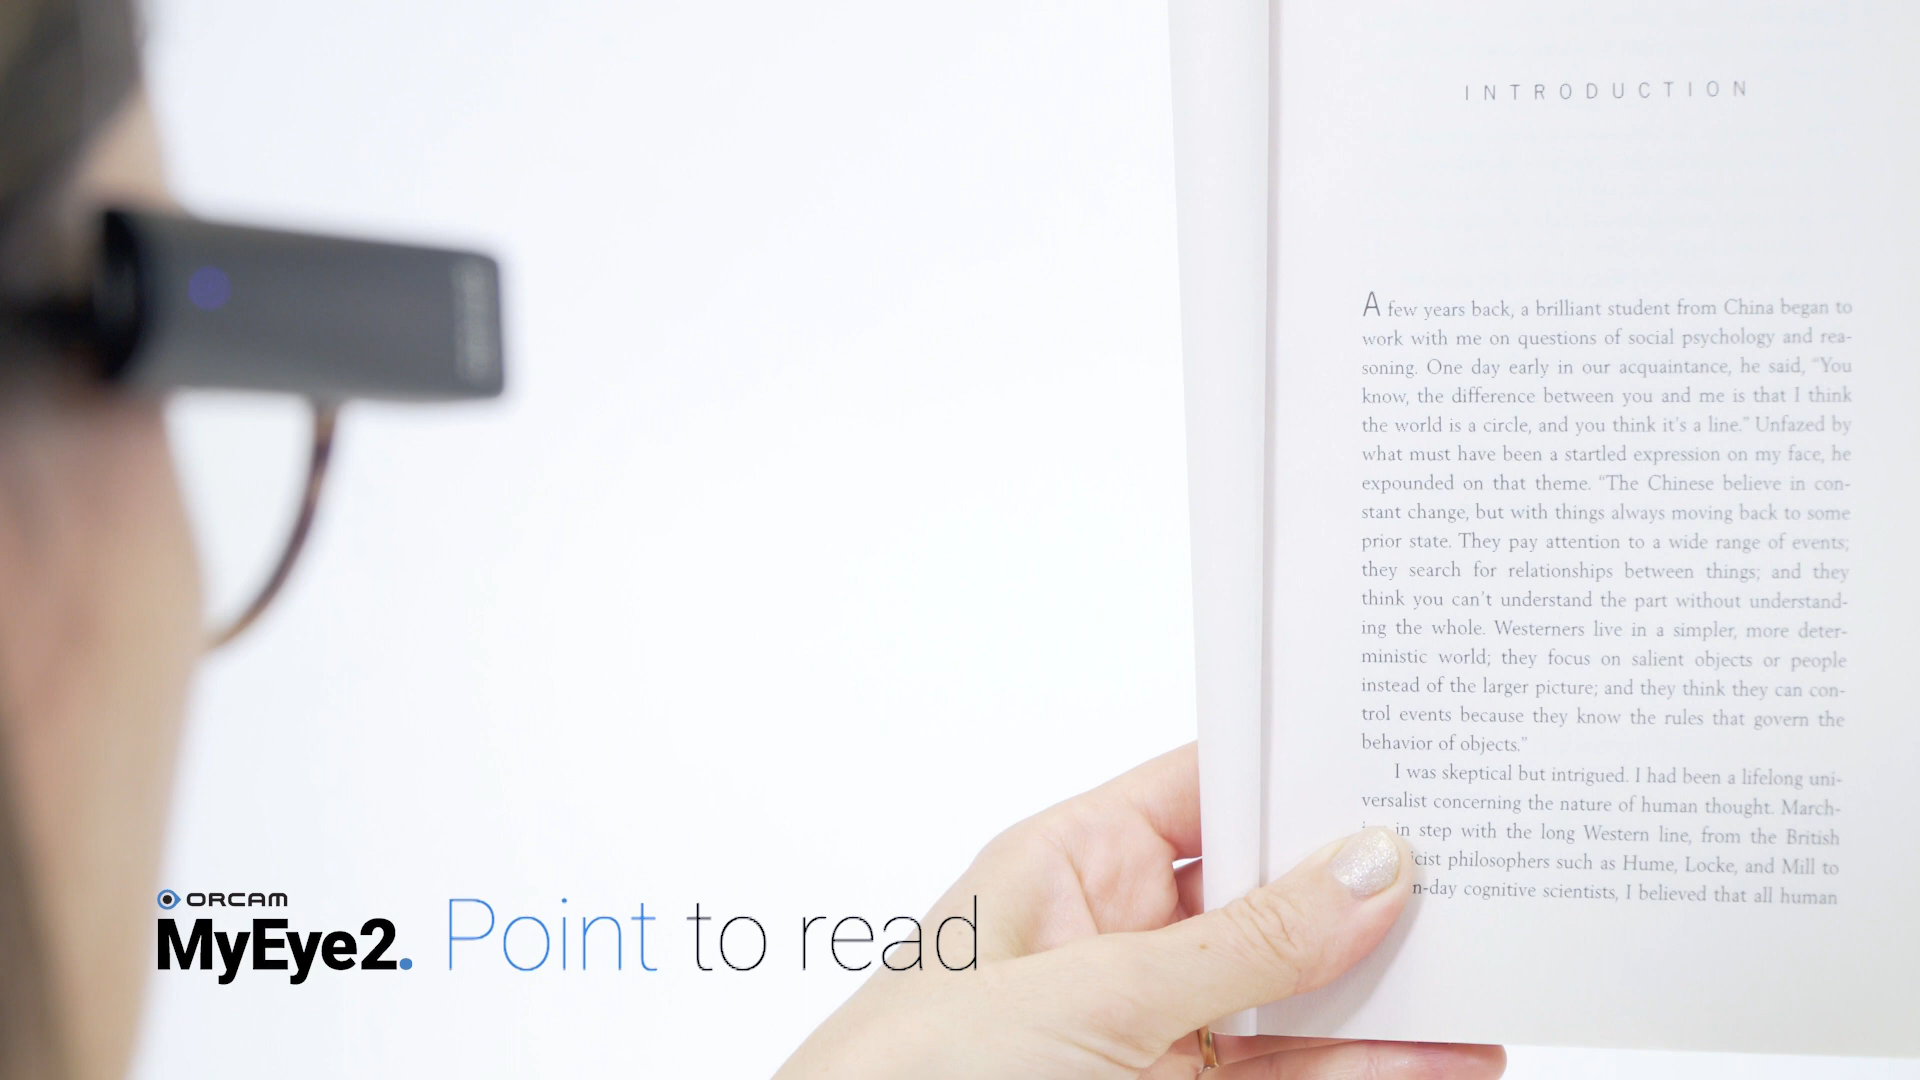 INTRODUCTION
A few years back, a brilliant student from China began to
work with me on questions of social psychology and rea-
soning. One day early in our acquaintance, he said, “You
know, the difference between you and me is that I think
the world is a circle, and you think it's a line.” Unfazed by
what must have been a startled expression on my face, he
expounded on that theme. “The Chinese believe in con-
stant change, but with things always moving back to some
prior state. They pay attention to a wide range of events;
they search for relationships between things; and they
think you can't understand the part without understand-
ing the whole. Westerners live in a simpler, more deter-
ministic world; they focus on salient objects or people
instead of the larger picture; and they think they can con-
trol events because they know the rules that govern the
behavior of objects.”
I was skeptical but intrigued. I had been a lifelong uni-
versalist concerning the nature of human thought. March-
in step with the long Western line, from the British
philosophers such as Hume, Locke, and Mill to
n-day cognitive scientists, I believed that all human
ORCAM
MyEye2. Point to read